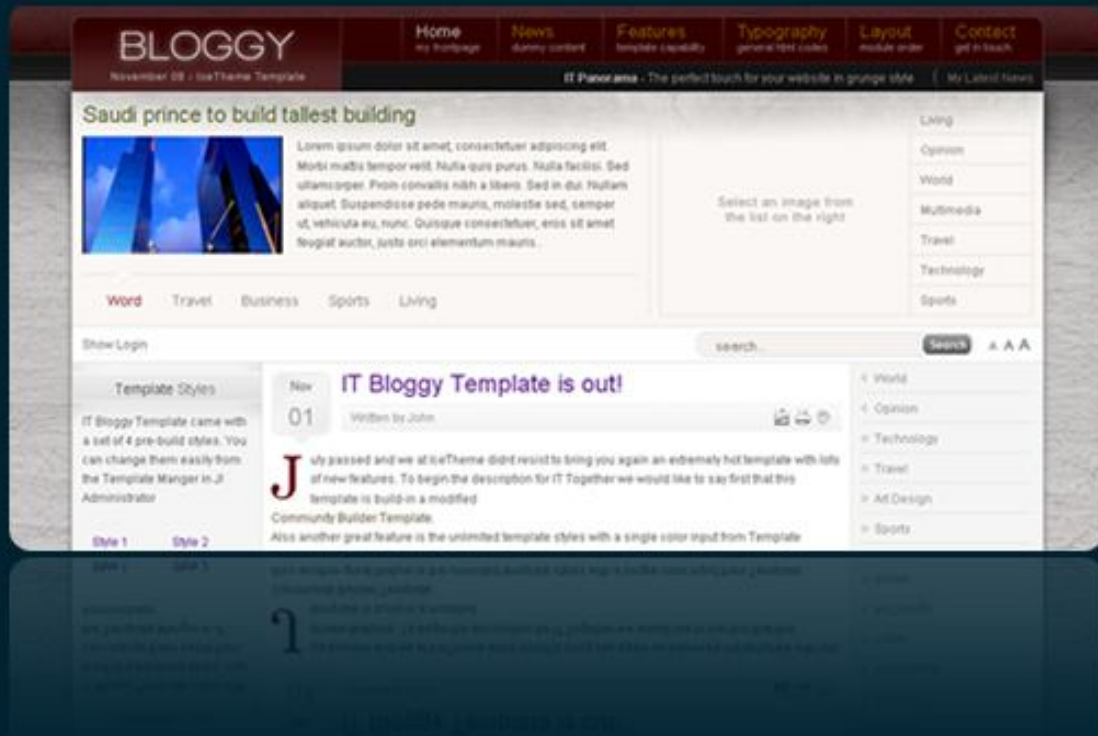 BLOGGY
November 08 - IceTheme Template
Home
my frontpage
News
dummy content
Features
template capability
Typography
general html codes
Layout
module order
Contact
get in touch
IT Panorama - The perfect touch for your website in grunge style
My Latest News
Saudi prince to build tallest building
Lorem ipsum dolor sit amet, consectetuer adipiscing elit.
Morbi mattis tempor velit. Nulla quis purus. Nulla facilisi. Sed
ullamcorper. Proin convallis nibh a libero. Sed in dui. Nullam
aliquet. Suspendisse pede mauris, molestie sed, semper
ut, vehicula eu, nunc. Quisque consectetuer, eros sit amet
feugiat auctor, justo orci elementum mauris.
Word Travel Business Sports Living
Select an image from
the list on the right
Living
Opinion
World
Multimedia
Travel
Technology
Sports
Show Login
search...
Search
A A A
Template Styles
IT Bloggy Template came with
a set of 4 pre-build styles. You
can change them easily from
the Template Manger in J!
Administrator
Style 1 Style 2
Nov
01
IT Bloggy Template is out!
Written by John
July passed and we at IceTheme didnt resist to bring you again an extremely hot template with lots
of new features. To begin the description for IT Together we would like to say first that this
template is build-in a modified
Community Builder Template.
Also another great feature is the unlimited template styles with a single color input from Template
World
Opinion
Technology
Travel
Art Design
Sports